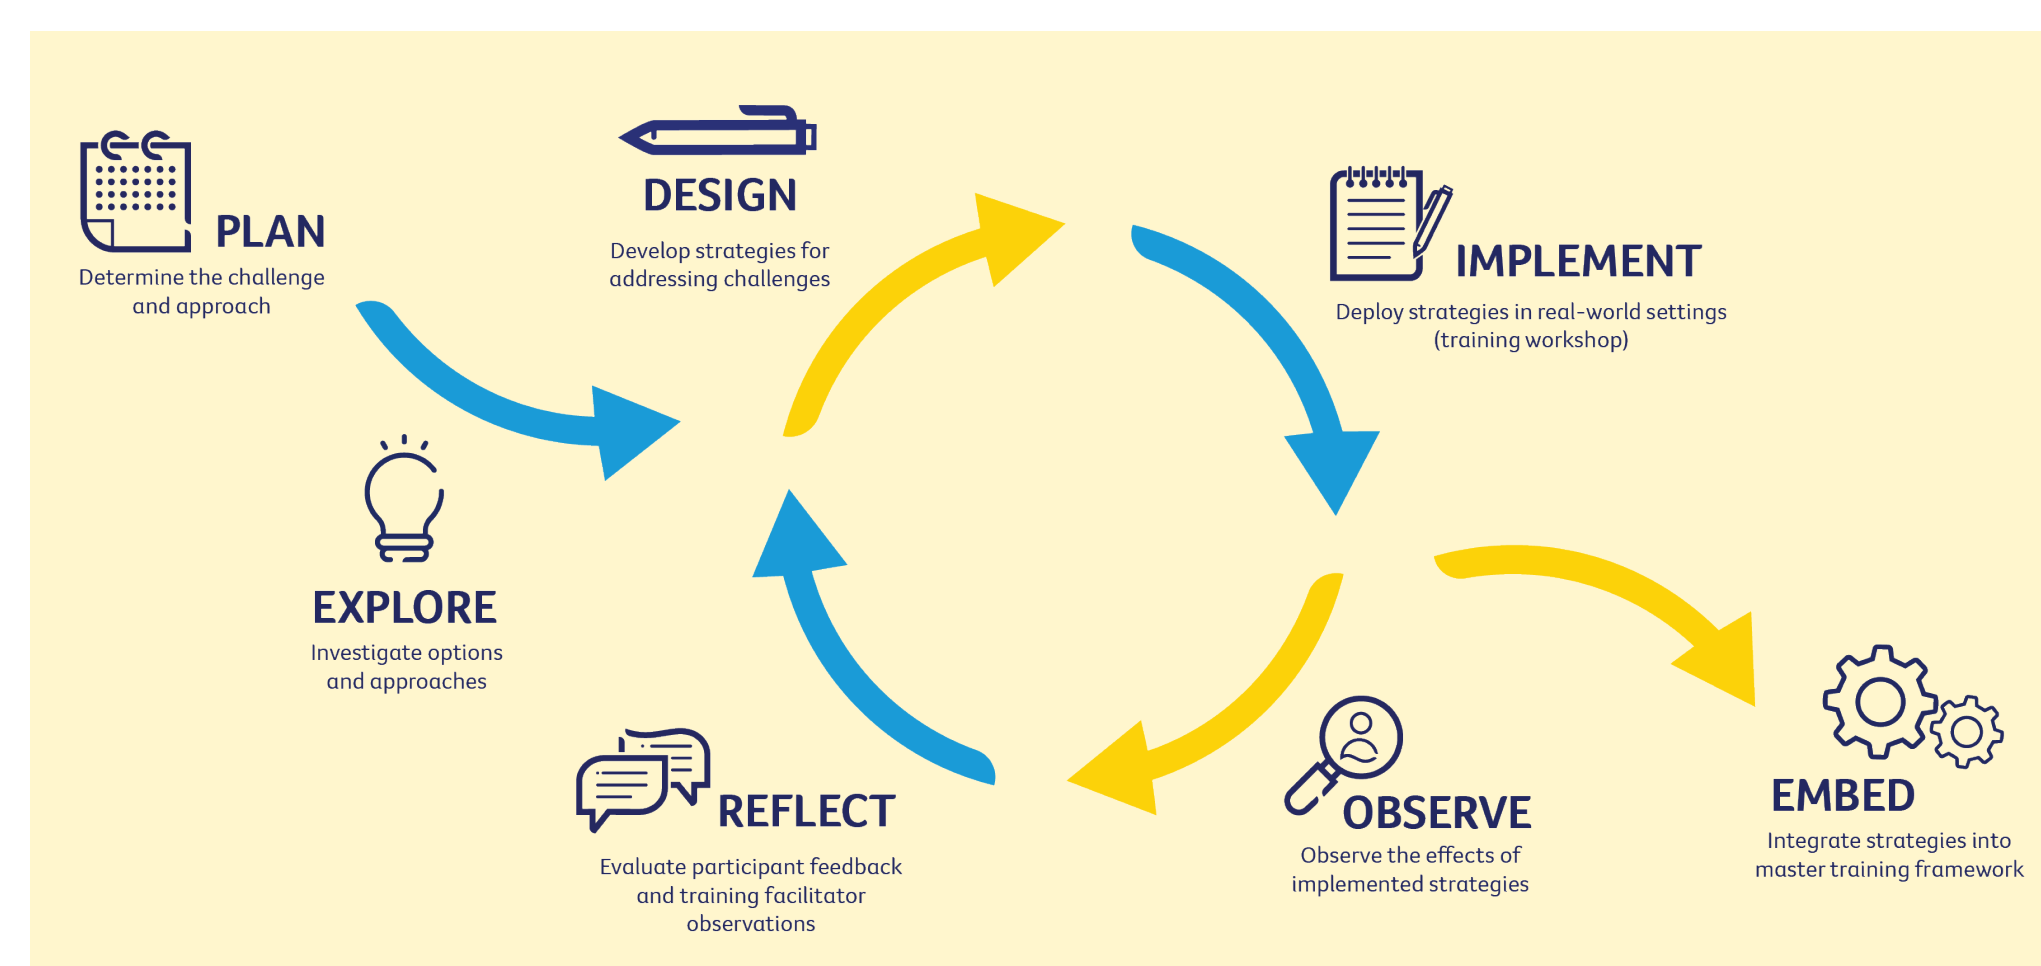 PLAN
Determine the challenge
and approach
EXPLORE
Investigate options
and approaches
DESIGN
Develop strategies for
addressing challenges
IMPLEMENT
Deploy strategies in real-world settings
(training workshop)
OBSERVE
Observe the effects of
implemented strategies
REFLECT
Evaluate participant feedback
and training facilitator
observations
EMBED
Integrate strategies into
master training framework